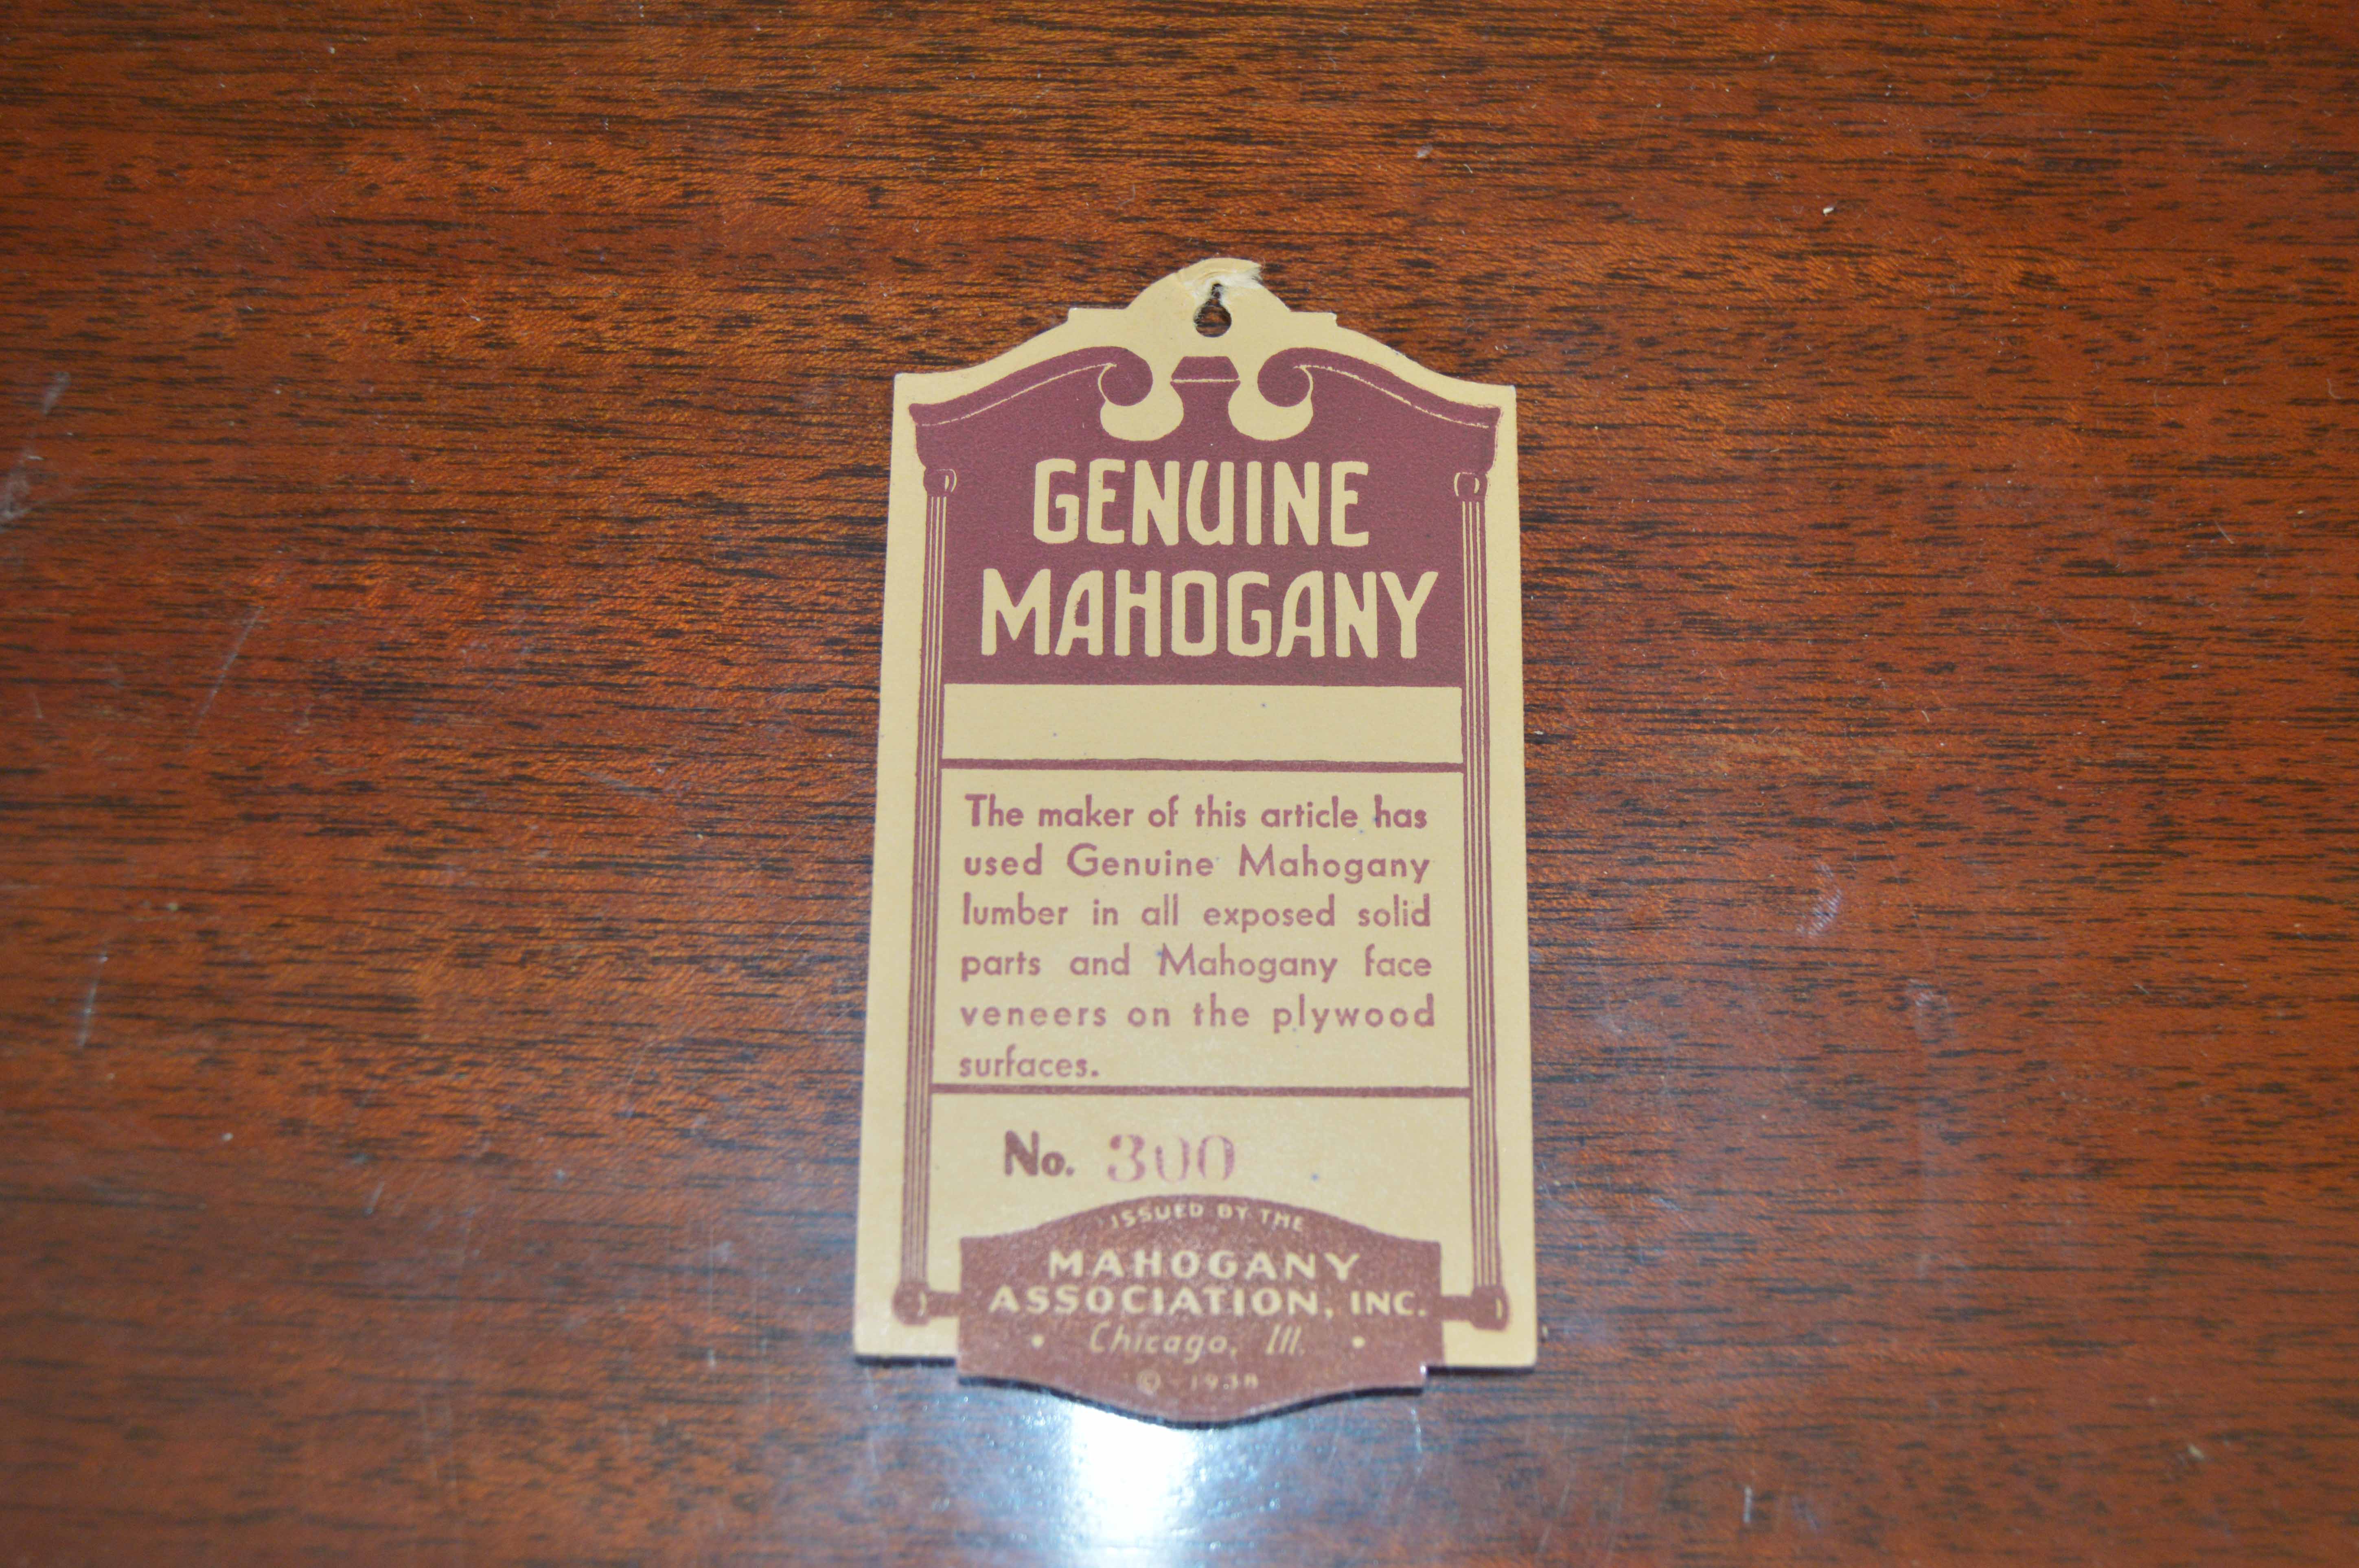 GENUINE
MAHOGANY
The maker of this article has
used Genuine Mahogany
lumber in all exposed solid
parts and Mahogany face
veneers on the plywood
surfaces.
No. 300
ISSUED BY THE
MAHOGANY
ASSOCIATION, INC.
• Chicago, Ill. •
© 1938